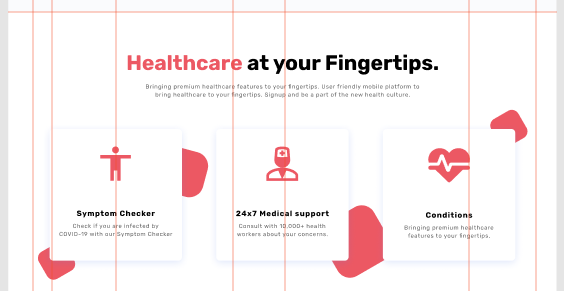 Healthcare at your Fingertips.
Bringing premium healthcare features to your fingertips. User friendly mobile platform to
bring healthcare to your fingertips. Signup and be a part of the new health culture.
Symptom Checker
Check if you are infected by
COVID-19 with our Symptom Checker
24x7 Medical support
Consult with 10,000+ health
workers about your concerns.
Conditions
Bringing premium healthcare
features to your fingertips.